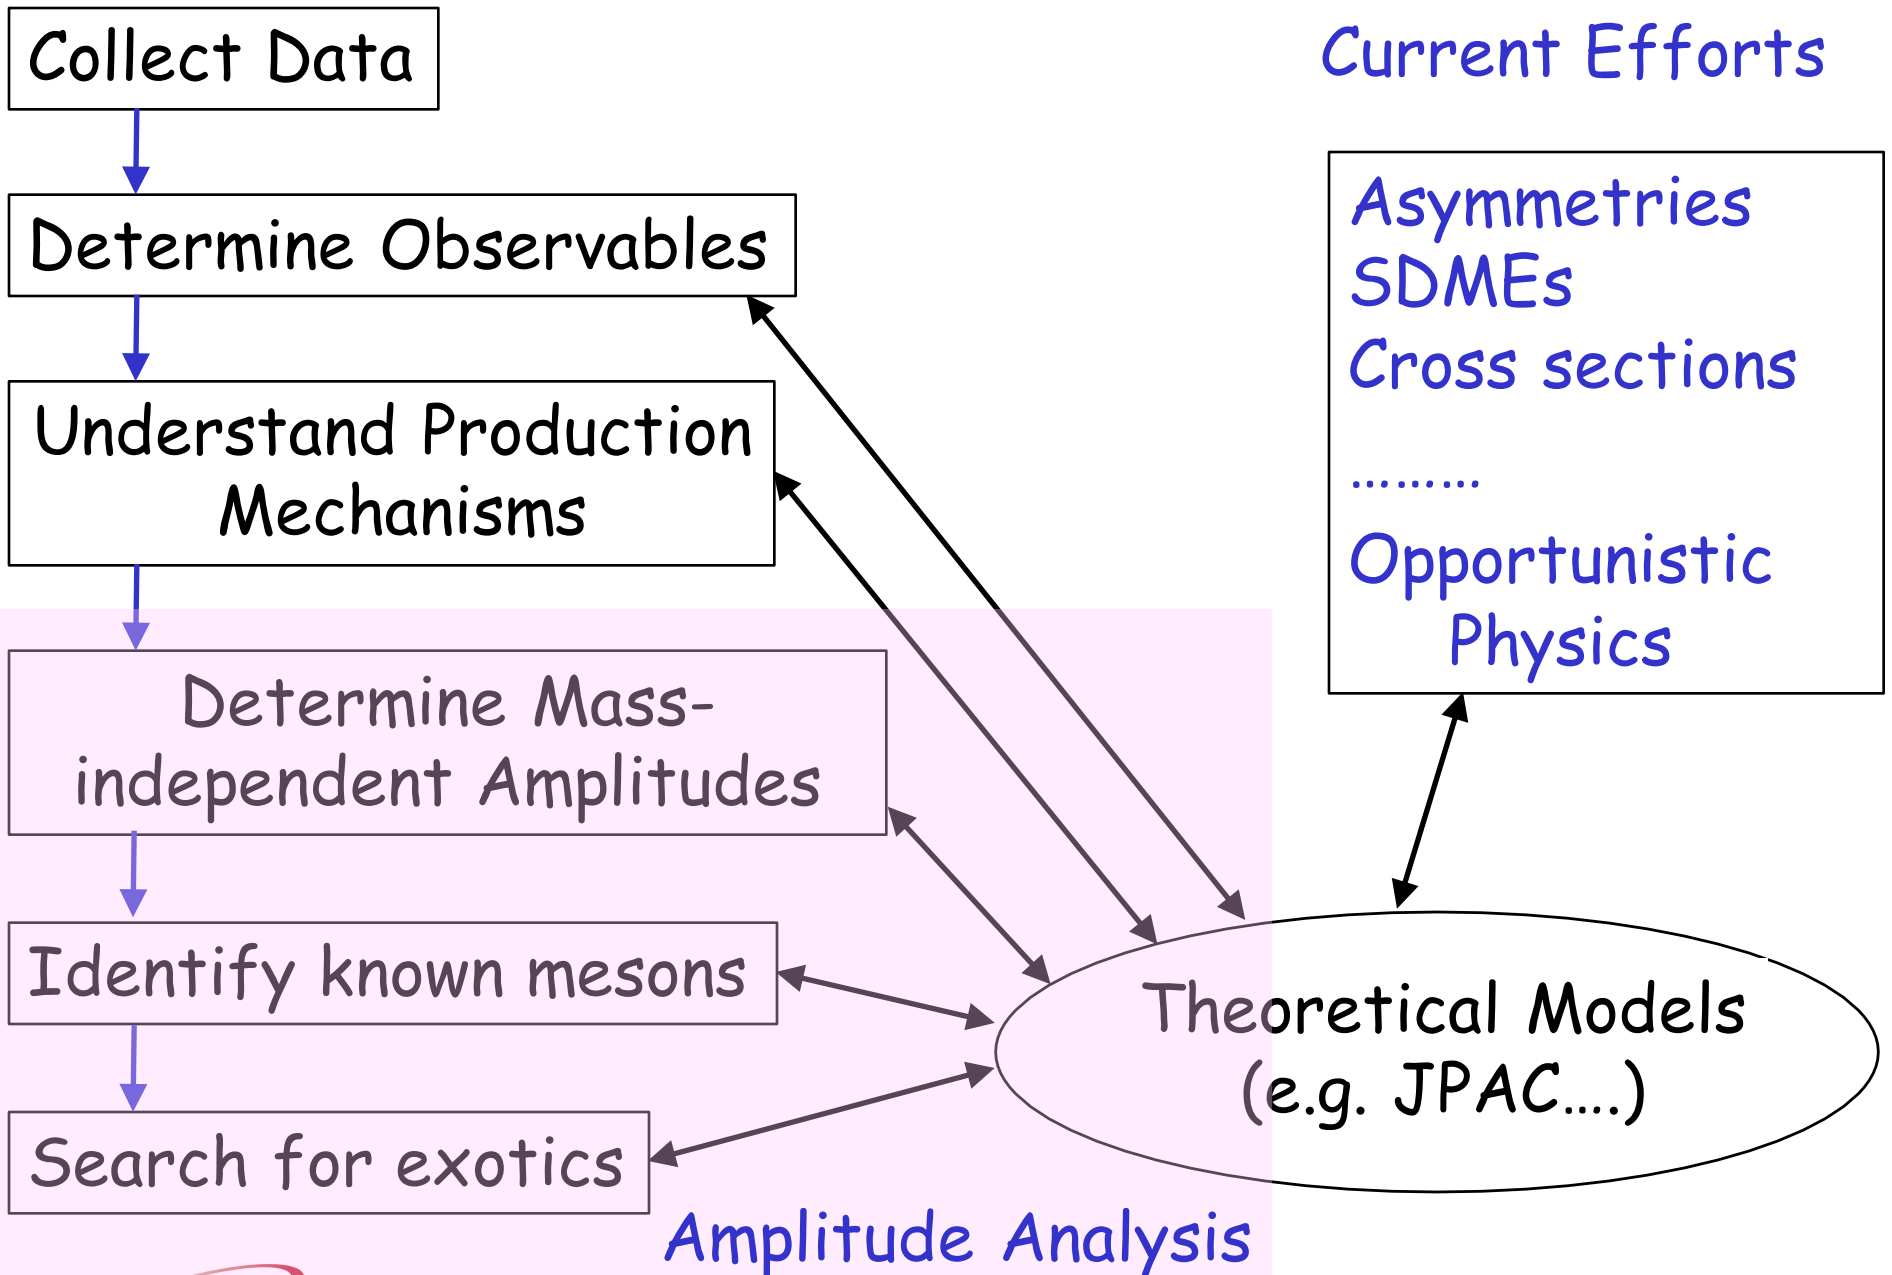 Collect Data
Determine Observables
Understand Production
Mechanisms
Determine Mass-
independent Amplitudes
Identify known mesons
Search for exotics
Amplitude Analysis
Current Efforts
Asymmetries
SDMEs
Cross sections
.........
Opportunistic
Physics
Theoretical Models
(e.g. JPAC....)